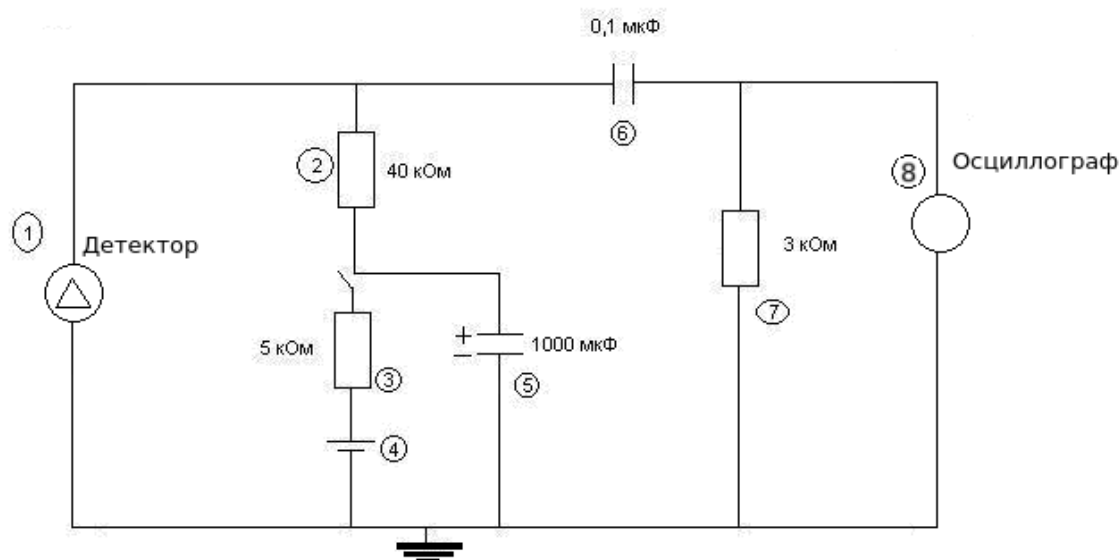 0,1 мкФ
6
2
40 кОм
8
Осциллограф
1
Детектор
3 кОм
7
5 кОм
3
+
−
1000 мкФ
5
4